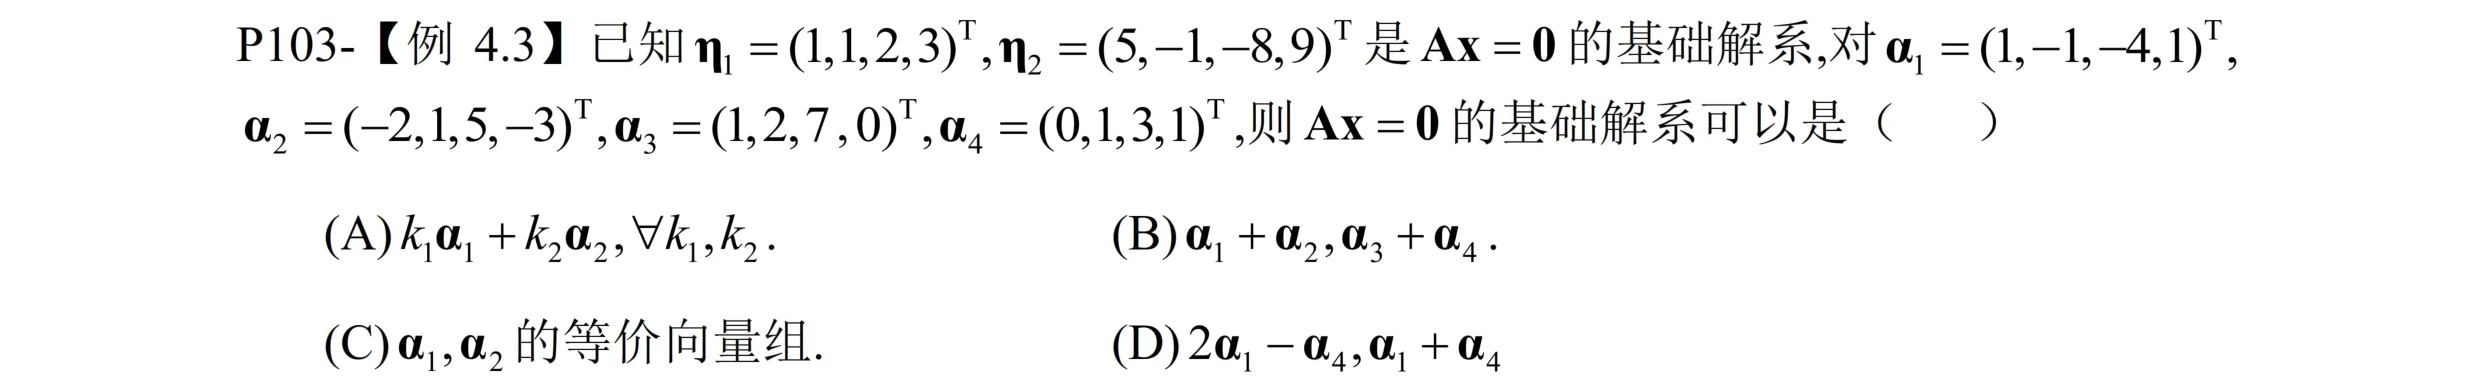 P103-【例 4.3】已知 η₁ = (1,1,2,3)ᵀ, η₂ = (5,−1,−8,9)ᵀ 是 Ax = 0 的基础解系,对 α₁ = (1,−1,−4,1)ᵀ,
α₂ = (−2,1,5,−3)ᵀ, α₃ = (1,2,7,0)ᵀ, α₄ = (0,1,3,1)ᵀ,则 Ax = 0 的基础解系可以是（ ）
(A) k₁α₁ + k₂α₂, ∀k₁, k₂. (B) α₁ + α₂, α₃ + α₄.
(C) α₁, α₂ 的等价向量组. (D) 2α₁ − α₄, α₁ + α₄